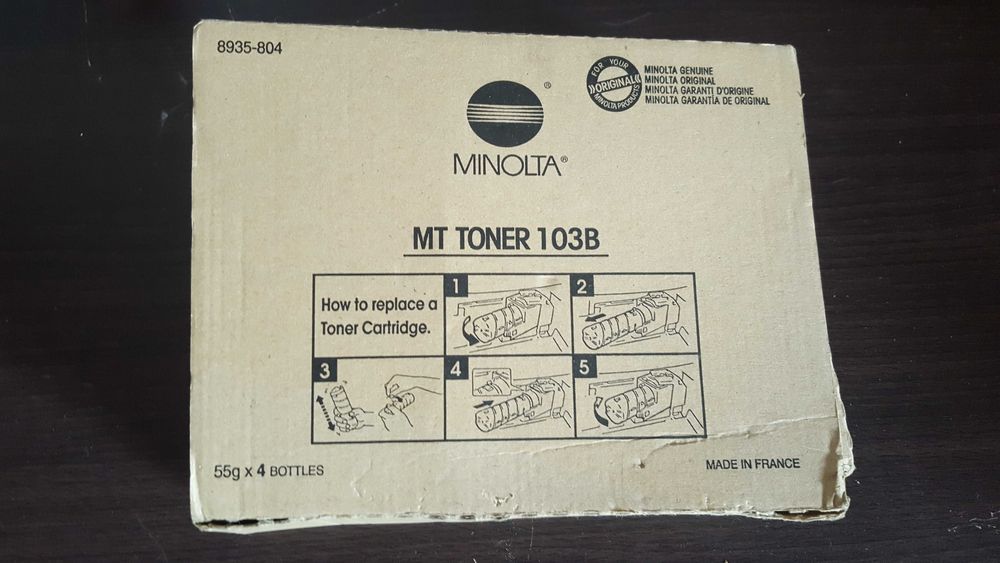 8935-804
FOR YOUR
ORIGINAL
MINOLTA PRODUCTS
MINOLTA GENUINE
MINOLTA ORIGINAL
MINOLTA GARANTI D'ORIGINE
MINOLTA GARANTÍA DE ORIGINAL
®
MINOLTA®
MT TONER 103B
How to replace a
Toner Cartridge.
1
2
3
4
5
55g x 4 BOTTLES
MADE IN FRANCE